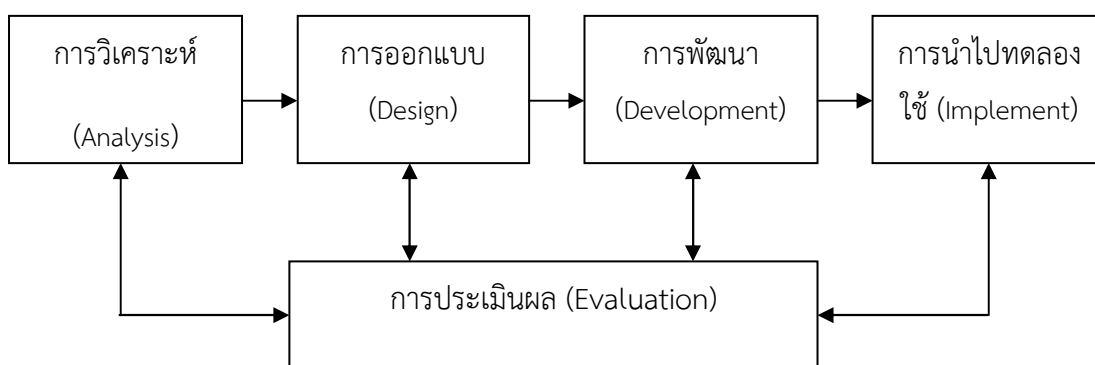 การวิเคราะห์
(Analysis)
การออกแบบ
(Design)
การพัฒนา
(Development)
การนำไปทดลอง
ใช้ (Implement)
การประเมินผล (Evaluation)